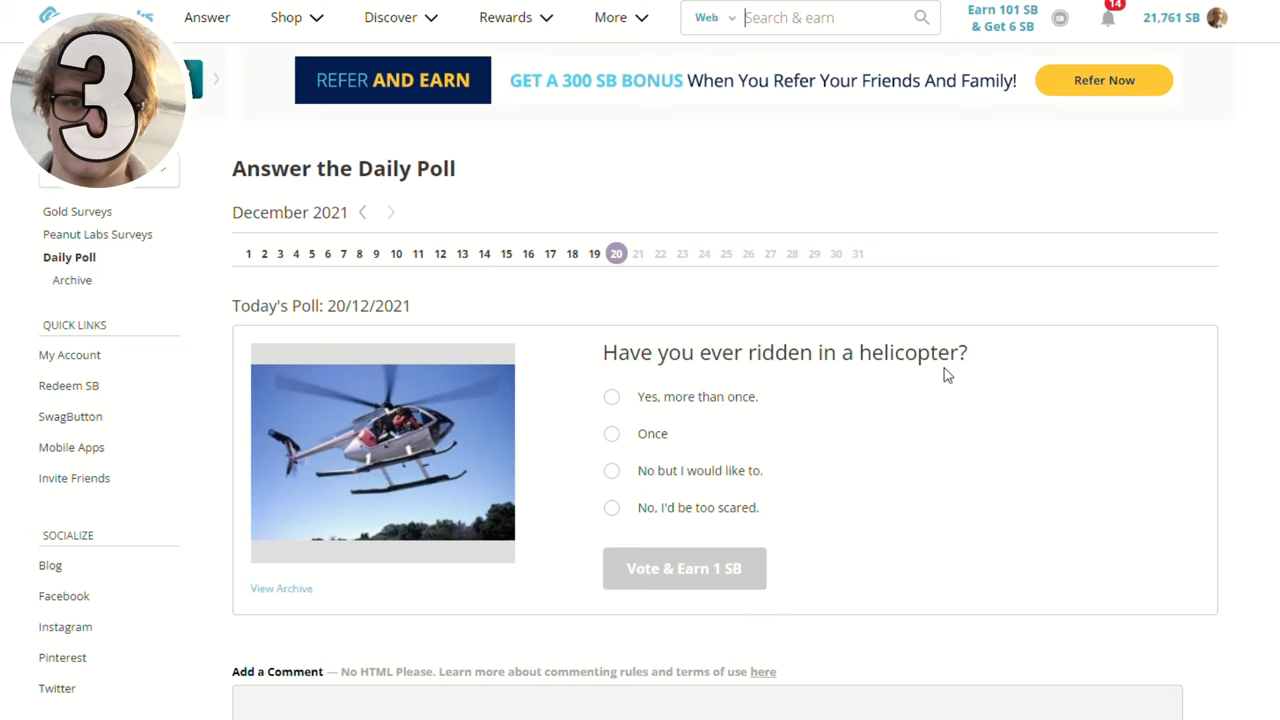 Answer Shop Discover Rewards More Web Search & earn Earn 101 SB & Get 6 SB 14 21,761 SB
3
REFER AND EARN GET A 300 SB BONUS When You Refer Your Friends And Family! Refer Now
Answer the Daily Poll
December 2021
1 2 3 4 5 6 7 8 9 10 11 12 13 14 15 16 17 18 19 20 21 22 23 24 25 26 27 28 29 30 31
Gold Surveys
Peanut Labs Surveys
Daily Poll
Archive
QUICK LINKS
My Account
Redeem SB
SwagButton
Mobile Apps
Invite Friends
SOCIALIZE
Blog
Facebook
Instagram
Pinterest
Twitter
Today's Poll: 20/12/2021
Have you ever ridden in a helicopter?
Yes, more than once.
Once
No but I would like to.
No, I'd be too scared.
Vote & Earn 1 SB
View Archive
Add a Comment — No HTML Please. Learn more about commenting rules and terms of use here